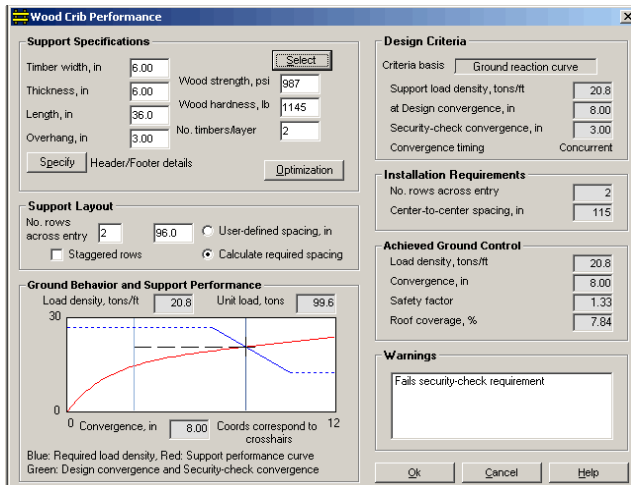 Wood Crib Performance
Support Specifications
Select
Timber width, in 6.00
Thickness, in 6.00
Length, in 36.0
Overhang, in 3.00
Wood strength, psi 987
Wood hardness, lb 1145
No. timbers/layer 2
Specify Header/Footer details
Optimization
Support Layout
No. rows
across entry 2 96.0 User-defined spacing, in
Staggered rows Calculate required spacing
Ground Behavior and Support Performance
Load density, tons/ft 20.8 Unit load, tons 99.6
30
0
0 Convergence, in 8.00 Coords correspond to 12
crosshairs
Blue: Required load density, Red: Support performance curve
Green: Design convergence and Security-check convergence
Design Criteria
Criteria basis Ground reaction curve
Support load density, tons/ft 20.8
at Design convergence, in 8.00
Security-check convergence, in 3.00
Convergence timing Concurrent
Installation Requirements
No. rows across entry 2
Center-to-center spacing, in 115
Achieved Ground Control
Load density, tons/ft 20.8
Convergence, in 8.00
Safety factor 1.33
Roof coverage, % 7.84
Warnings
Fails security-check requirement
Ok Cancel Help